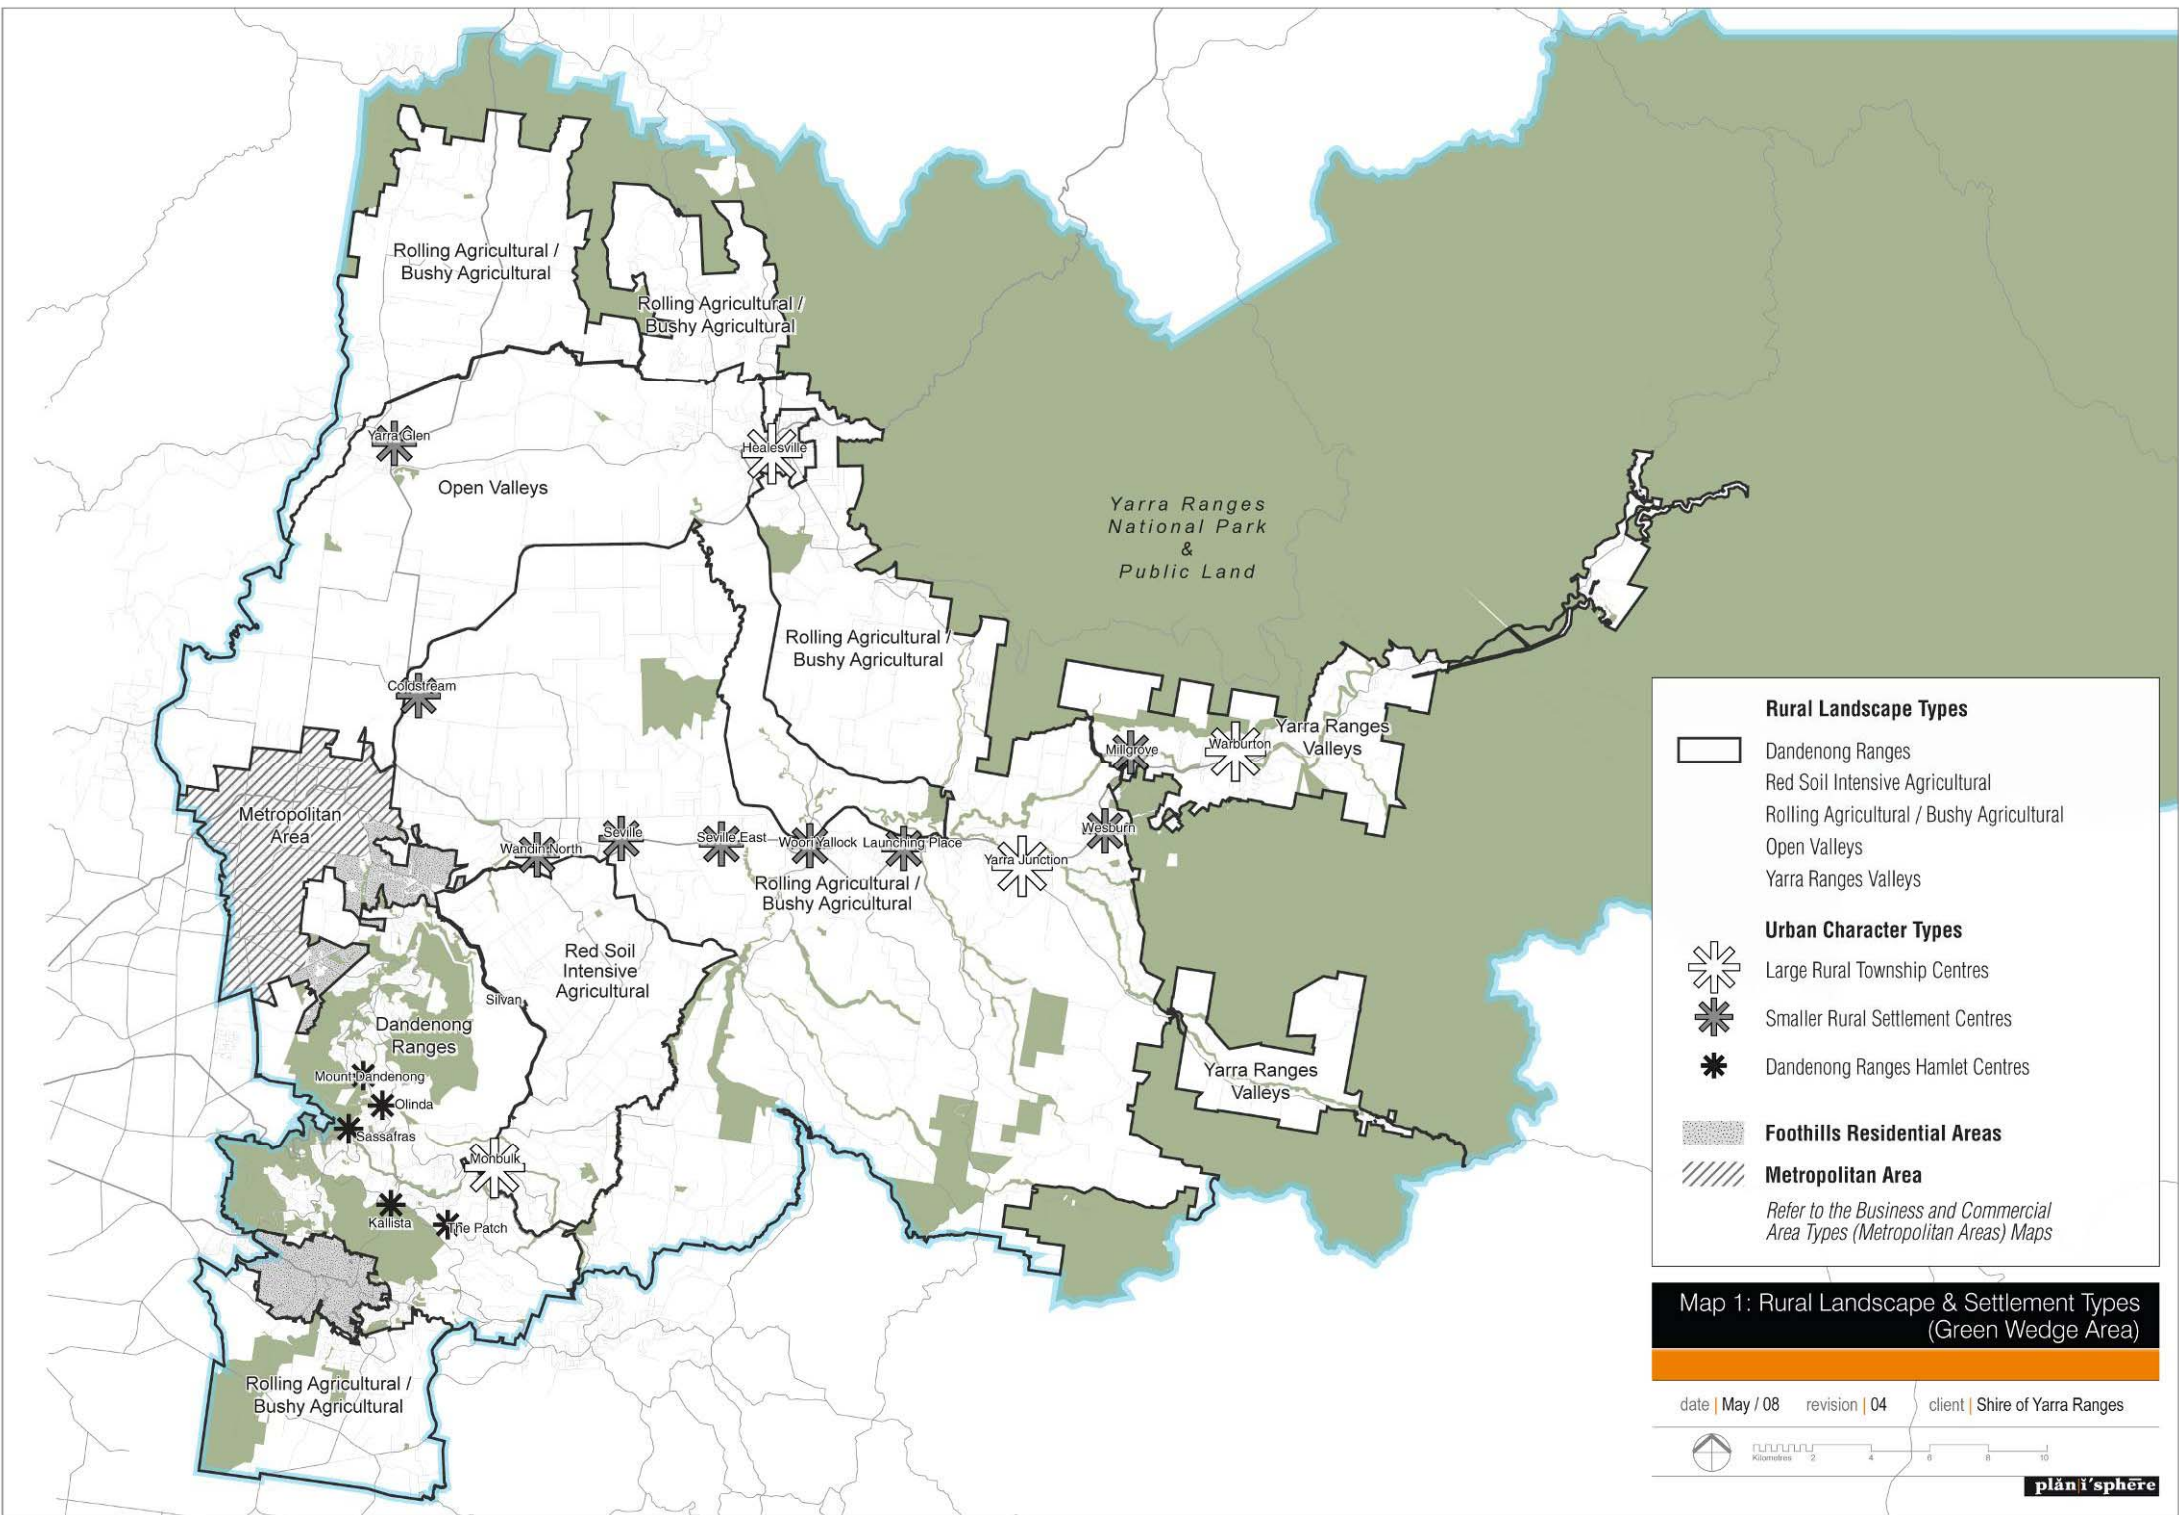 Rolling Agricultural /
Bushy Agricultural
Rolling Agricultural /
Bushy Agricultural
Yarra Glen
Healesville
Open Valleys
Yarra Ranges
National Park
&
Public Land
Rolling Agricultural /
Bushy Agricultural
Coldstream
Yarra Ranges
Valleys
Millgrove
Warburton
Metropolitan
Area
Wandin North
Seville
Seville East
Woori Yallock
Launching Place
Wesburn
Yarra Junction
Rolling Agricultural /
Bushy Agricultural
Red Soil
Intensive
Agricultural
Silvan
Dandenong
Ranges
Mount Dandenong
Olinda
Sassafras
Monbulk
Kallista
The Patch
Yarra Ranges
Valleys
Rolling Agricultural /
Bushy Agricultural
Rural Landscape Types
Dandenong Ranges
Red Soil Intensive Agricultural
Rolling Agricultural / Bushy Agricultural
Open Valleys
Yarra Ranges Valleys
Urban Character Types
Large Rural Township Centres
Smaller Rural Settlement Centres
Dandenong Ranges Hamlet Centres
Foothills Residential Areas
Metropolitan Area
Refer to the Business and Commercial
Area Types (Metropolitan Areas) Maps
Map 1: Rural Landscape & Settlement Types
(Green Wedge Area)
date | May / 08 revision | 04 client | Shire of Yarra Ranges
Kilometres 2 4 6 8 10
plăn|ĭ'sphēre